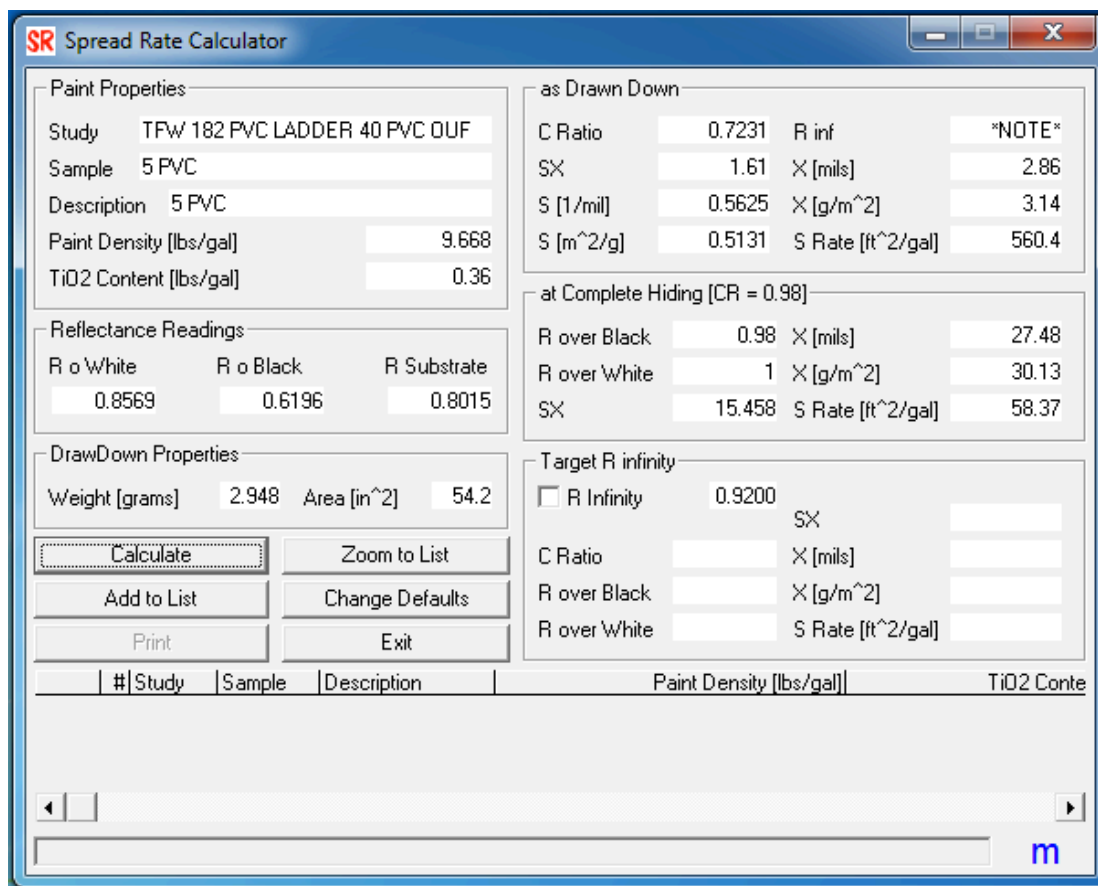 SR Spread Rate Calculator
Paint Properties
Study TFW 182 PVC LADDER 40 PVC OUF
Sample 5 PVC
Description 5 PVC
Paint Density [lbs/gal] 9.668
TiO2 Content [lbs/gal] 0.36
Reflectance Readings
R o White R o Black R Substrate
0.8569 0.6196 0.8015
DrawDown Properties
Weight [grams] 2.948 Area [in^2] 54.2
Calculate Zoom to List
Add to List Change Defaults
Print Exit
as Drawn Down
C Ratio 0.7231 R inf *NOTE*
SX 1.61 X [mils] 2.86
S [1/mil] 0.5625 X [g/m^2] 3.14
S [m^2/g] 0.5131 S Rate [ft^2/gal] 560.4
at Complete Hiding [CR = 0.98]
R over Black 0.98 X [mils] 27.48
R over White 1 X [g/m^2] 30.13
SX 15.458 S Rate [ft^2/gal] 58.37
Target R infinity
R Infinity 0.9200
SX
C Ratio X [mils]
R over Black X [g/m^2]
R over White S Rate [ft^2/gal]
# Study Sample Description Paint Density [lbs/gal] TiO2 Conte
m